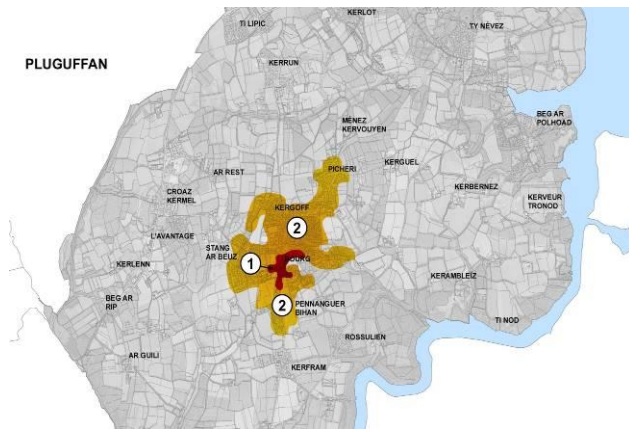 TI LIPIC
KERLOT
TY NÉVEZ
PLUGUFFAN
KERRUN
BEG AR
POLHOAD
MENEZ
KERVOUYEN
KERGUEL
PICHERI
AR REST
KERBERNEZ
CROAZ
KERMEL
KERVEUR
TRONOD
KERGOFF
2
L'AVANTAGE
STANG
AR BEUZ
1
BOURG
KERLENN
KERAMBLEIZ
BEG AR
RIP
2
PENNANGUER
BIHAN
TI NOD
ROSSULIEN
AR GUILI
KERFRAM